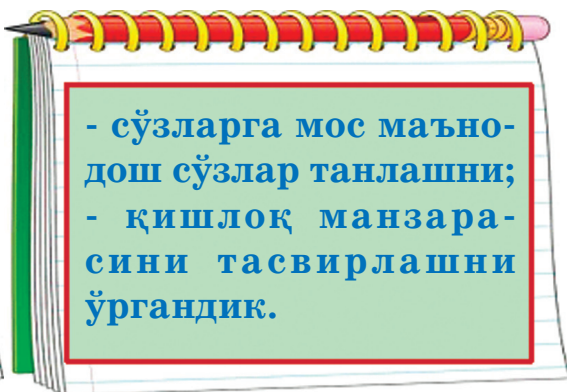 - сўзларга мос маъно-
дош сўзлар танлашни;
- қишлоқ манзара-
сини тасвирлашни
ўргандик.